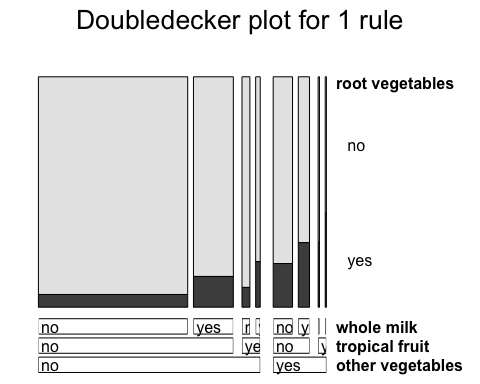 Doubledecker plot for 1 rule
root vegetables
no
yes
no yes no y whole milk
no no tropical fruit
no yes other vegetables